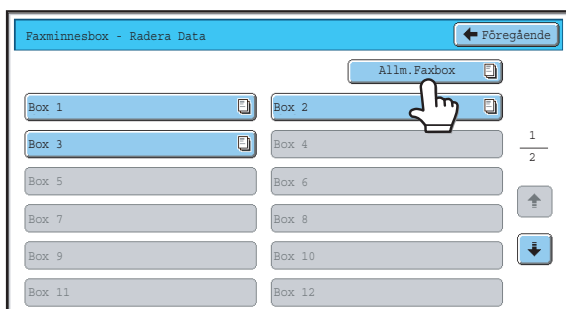 Faxminnesbox - Radera Data
Föregående
Allm.Faxbox
Box 1
Box 2
Box 3
Box 4
1
2
Box 5
Box 6
Box 7
Box 8
Box 9
Box 10
Box 11
Box 12